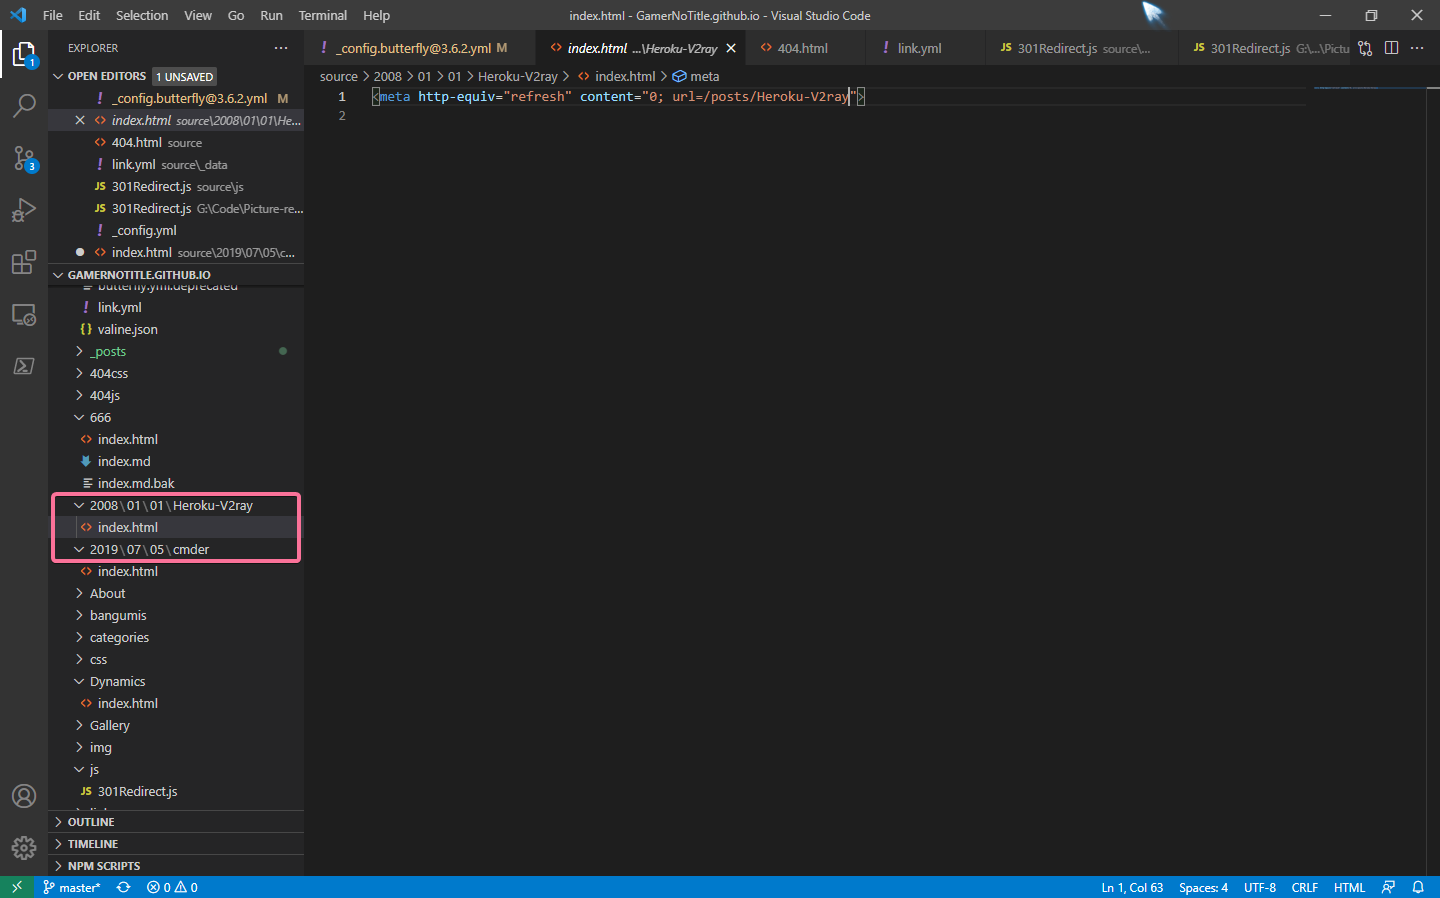 File Edit Selection View Go Run Terminal Help index.html - GamerNoTitle.github.io - Visual Studio Code
EXPLORER
OPEN EDITORS 1 UNSAVED
! _config.butterfly@3.6.2.yml M
index.html source\2008\01\01\He...
404.html source
! link.yml source\_data
JS 301Redirect.js source\js
JS 301Redirect.js G:\Code\Picture-re...
! _config.yml
index.html source\2019\07\05\c...
GAMERNOTITLE.GITHUB.IO
butterfly.yml.deprecated
! link.yml
{} valine.json
_posts
404css
404js
666
index.html
index.md
index.md.bak
2008\01\01\Heroku-V2ray
index.html
2019\07\05\cmder
index.html
About
bangumis
categories
css
Dynamics
index.html
Gallery
img
js
JS 301Redirect.js
OUTLINE
TIMELINE
NPM SCRIPTS
! _config.butterfly@3.6.2.yml M index.html ...\Heroku-V2ray 404.html ! link.yml JS 301Redirect.js source\... JS 301Redirect.js G:\...\Pictu
source > 2008 > 01 > 01 > Heroku-V2ray > index.html > meta
1 <meta http-equiv="refresh" content="0; url=/posts/Heroku-V2ray">
2
1
3
master* 0 0 Ln 1, Col 63 Spaces: 4 UTF-8 CRLF HTML